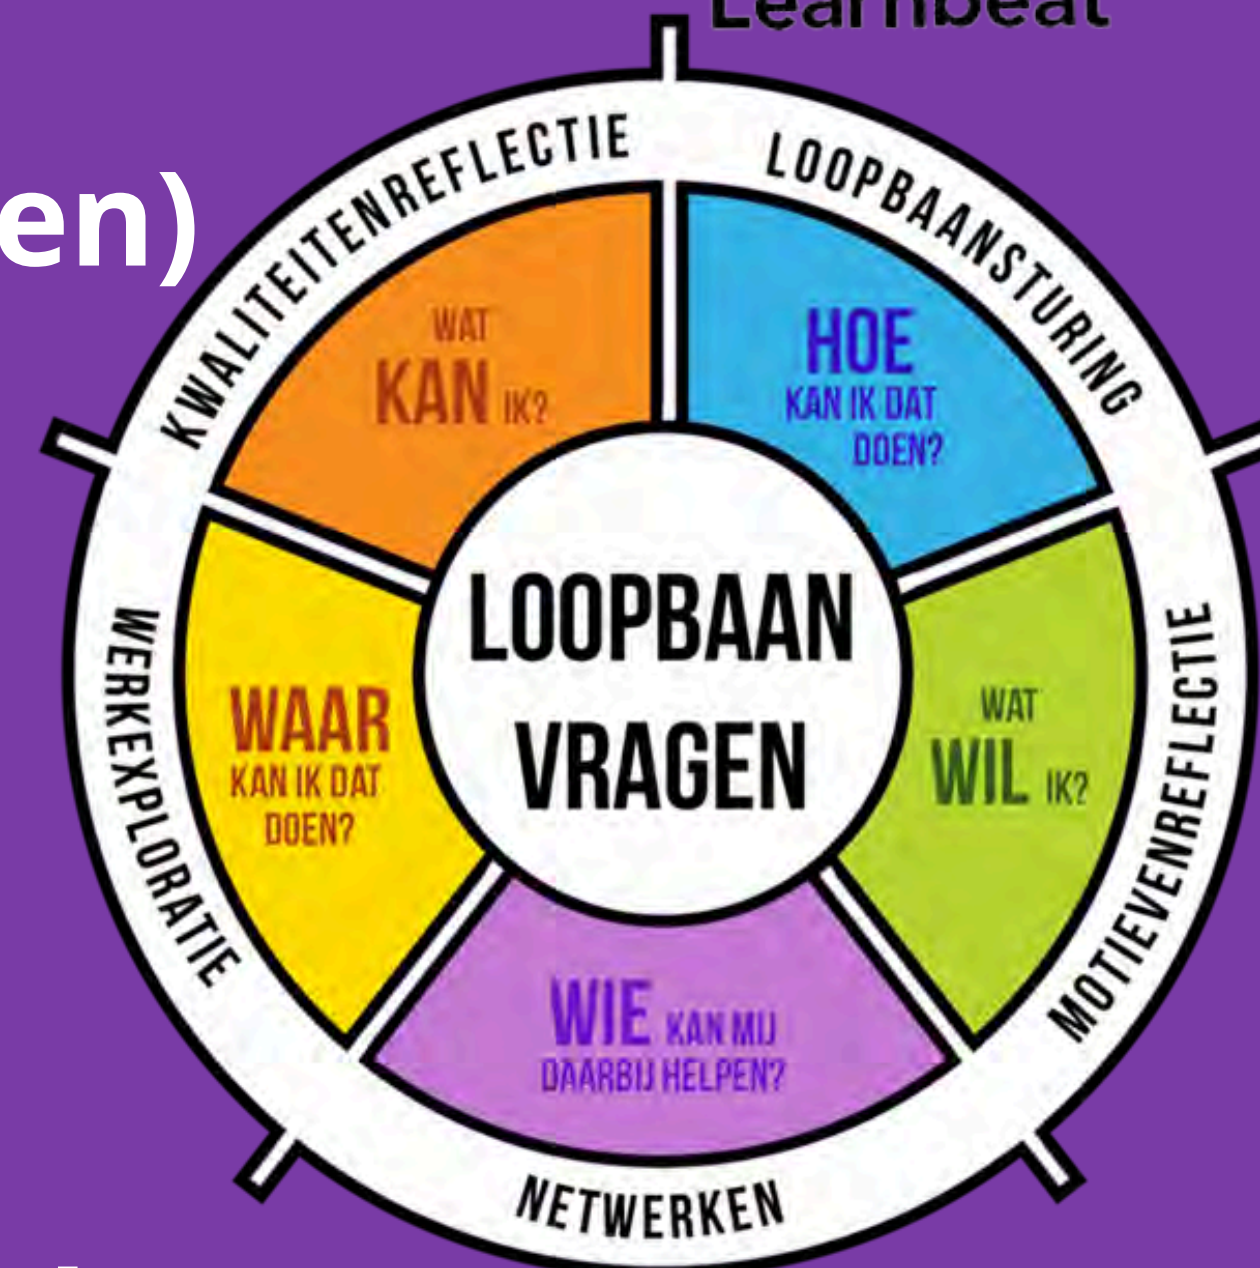 Learnbeat
en)
KWALITEITENREFLECTIE
LOOPBAANSTURING
WAT
KAN IK?
HOE
KAN IK DAT
DOEN?
LOOPBAAN
VRAGEN
WERKEXPLORATIE
WAAR
KAN IK DAT
DOEN?
WAT
WIL IK?
MOTIEVENREFLECTIE
WIE KAN MIJ
DAARBIJ HELPEN?
NETWERKEN